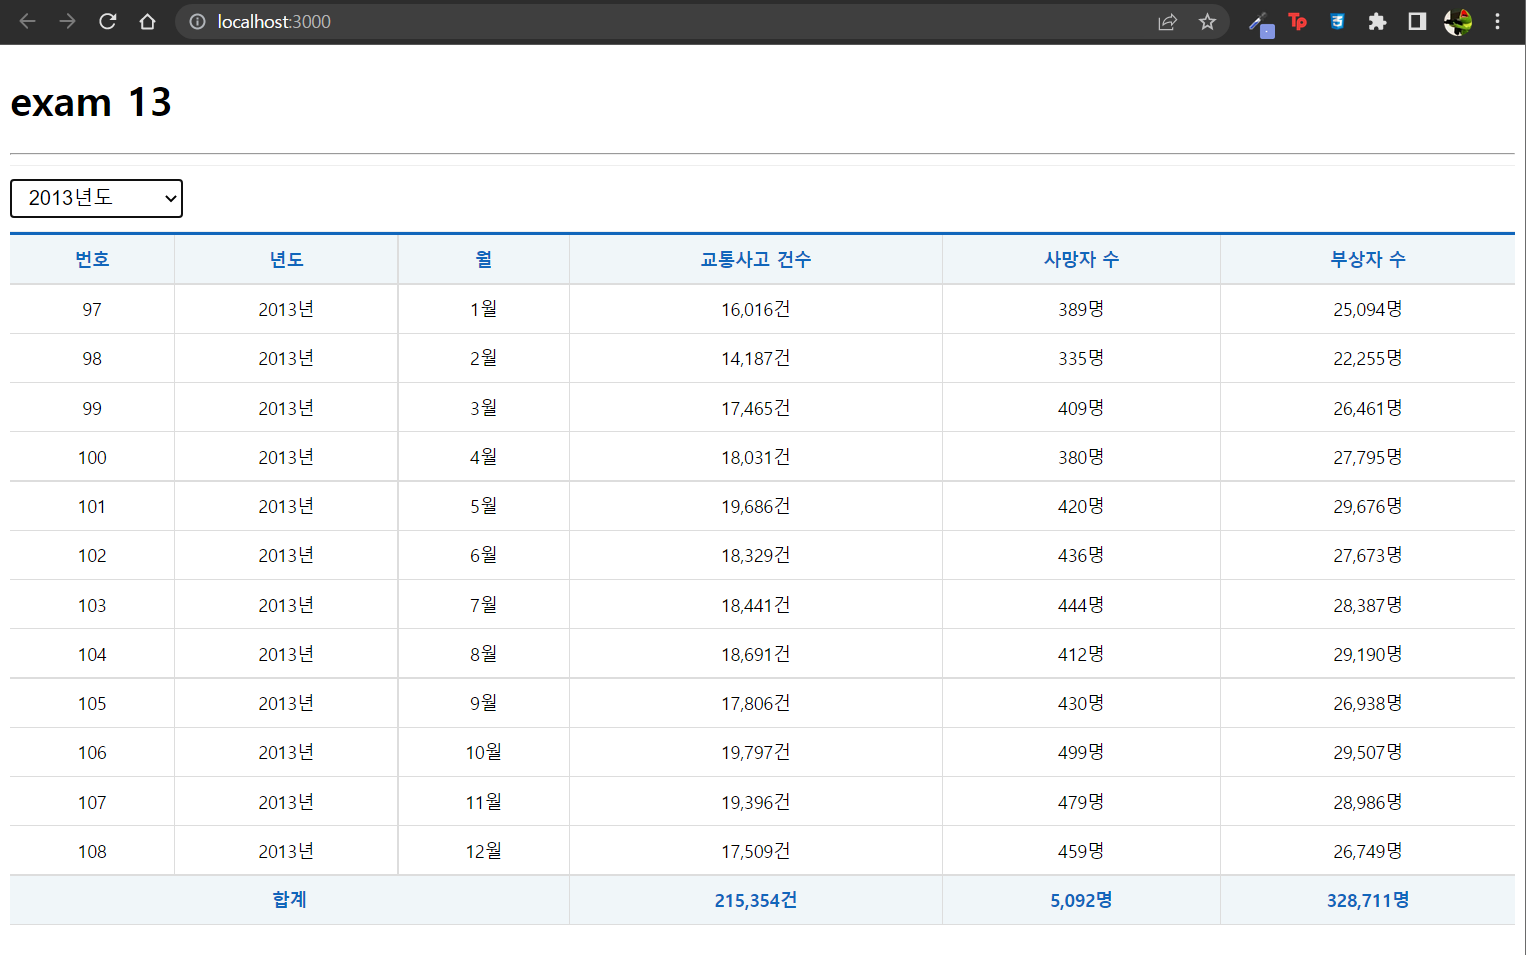 localhost:3000
Tp
exam 13
2013년도
번호 년도 월 교통사고 건수 사망자 수 부상자 수
97 2013년 1월 16,016건 389명 25,094명
98 2013년 2월 14,187건 335명 22,255명
99 2013년 3월 17,465건 409명 26,461명
100 2013년 4월 18,031건 380명 27,795명
101 2013년 5월 19,686건 420명 29,676명
102 2013년 6월 18,329건 436명 27,673명
103 2013년 7월 18,441건 444명 28,387명
104 2013년 8월 18,691건 412명 29,190명
105 2013년 9월 17,806건 430명 26,938명
106 2013년 10월 19,797건 499명 29,507명
107 2013년 11월 19,396건 479명 28,986명
108 2013년 12월 17,509건 459명 26,749명
합계 215,354건 5,092명 328,711명